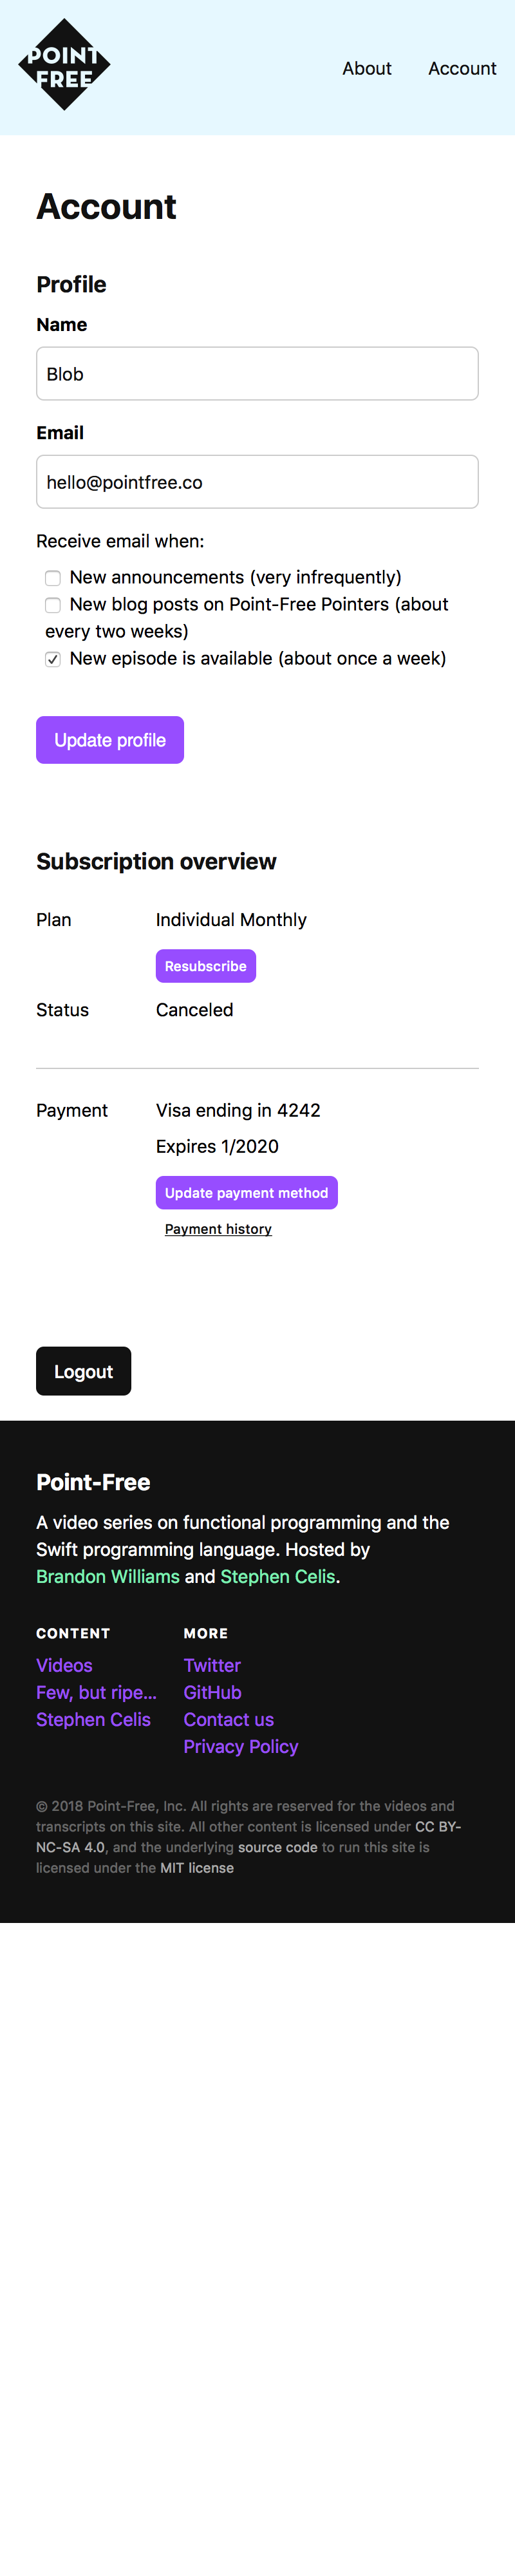 POINT
FREE
About
Account
Account
Profile
Name
Blob
Email
hello@pointfree.co
Receive email when:
New announcements (very infrequently)
New blog posts on Point-Free Pointers (about
every two weeks)
New episode is available (about once a week)
Update profile
Subscription overview
Plan
Individual Monthly
Resubscribe
Status
Canceled
Payment
Visa ending in 4242
Expires 1/2020
Update payment method
Payment history
Logout
Point-Free
A video series on functional programming and the
Swift programming language. Hosted by
Brandon Williams and Stephen Celis.
CONTENT
Videos
Few, but ripe...
Stephen Celis
MORE
Twitter
GitHub
Contact us
Privacy Policy
© 2018 Point-Free, Inc. All rights are reserved for the videos and
transcripts on this site. All other content is licensed under CC BY-
NC-SA 4.0, and the underlying source code to run this site is
licensed under the MIT license